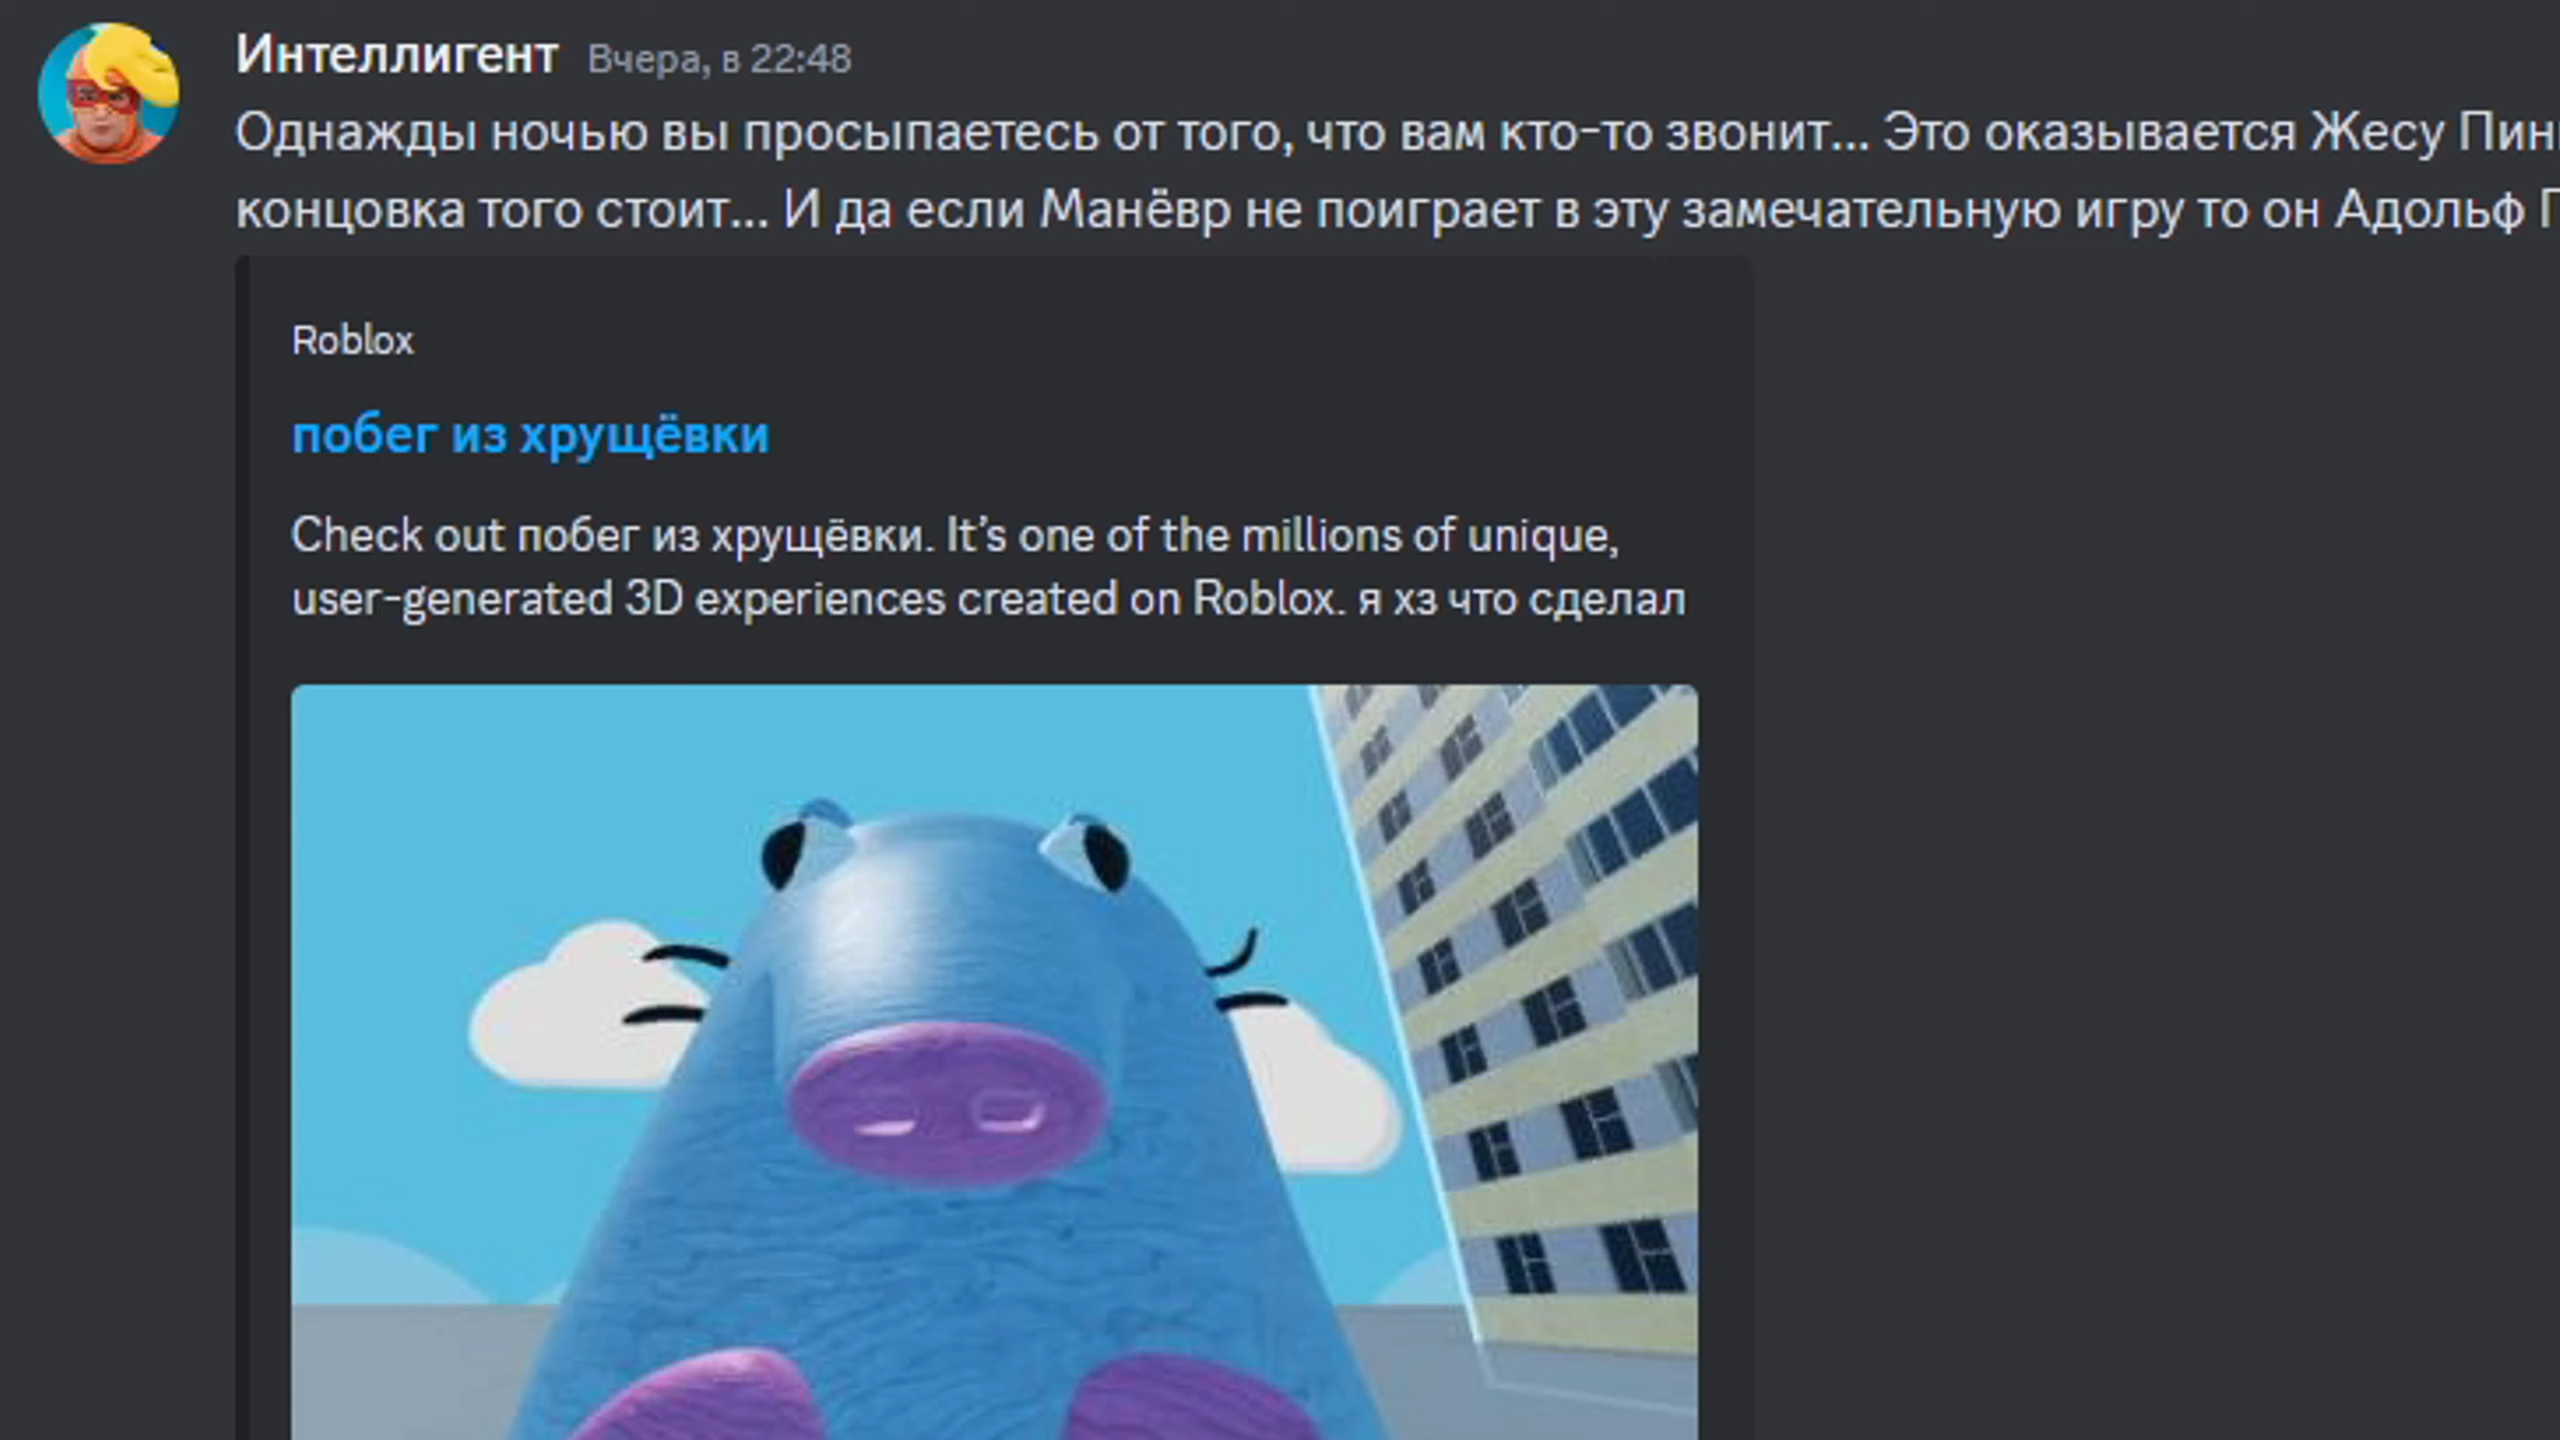 Интеллигент Вчера, в 22:48
Однажды ночью вы просыпаетесь от того, что вам кто-то звонит... Это оказывается Жесу
концовка того стоит... И да если Манёвр не поиграет в эту замечательную игру то он Адольф
Roblox
побег из хрущёвки
Check out побег из хрущёвки. It’s one of the millions of unique,
user-generated 3D experiences created on Roblox. я хз что сделал